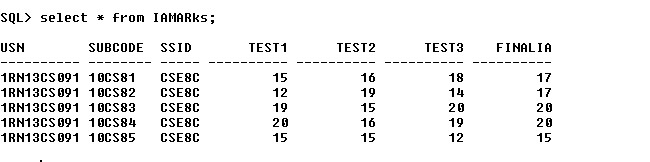 SQL> select * from IAMARks;
USN SUBCODE SSID TEST1 TEST2 TEST3 FINALIA
---------- -------- ----- ---------- ---------- ---------- ----------
1RN13CS091 10CS81 CSE8C 15 16 18 17
1RN13CS091 10CS82 CSE8C 12 19 14 17
1RN13CS091 10CS83 CSE8C 19 15 20 20
1RN13CS091 10CS84 CSE8C 20 16 19 20
1RN13CS091 10CS85 CSE8C 15 15 12 15